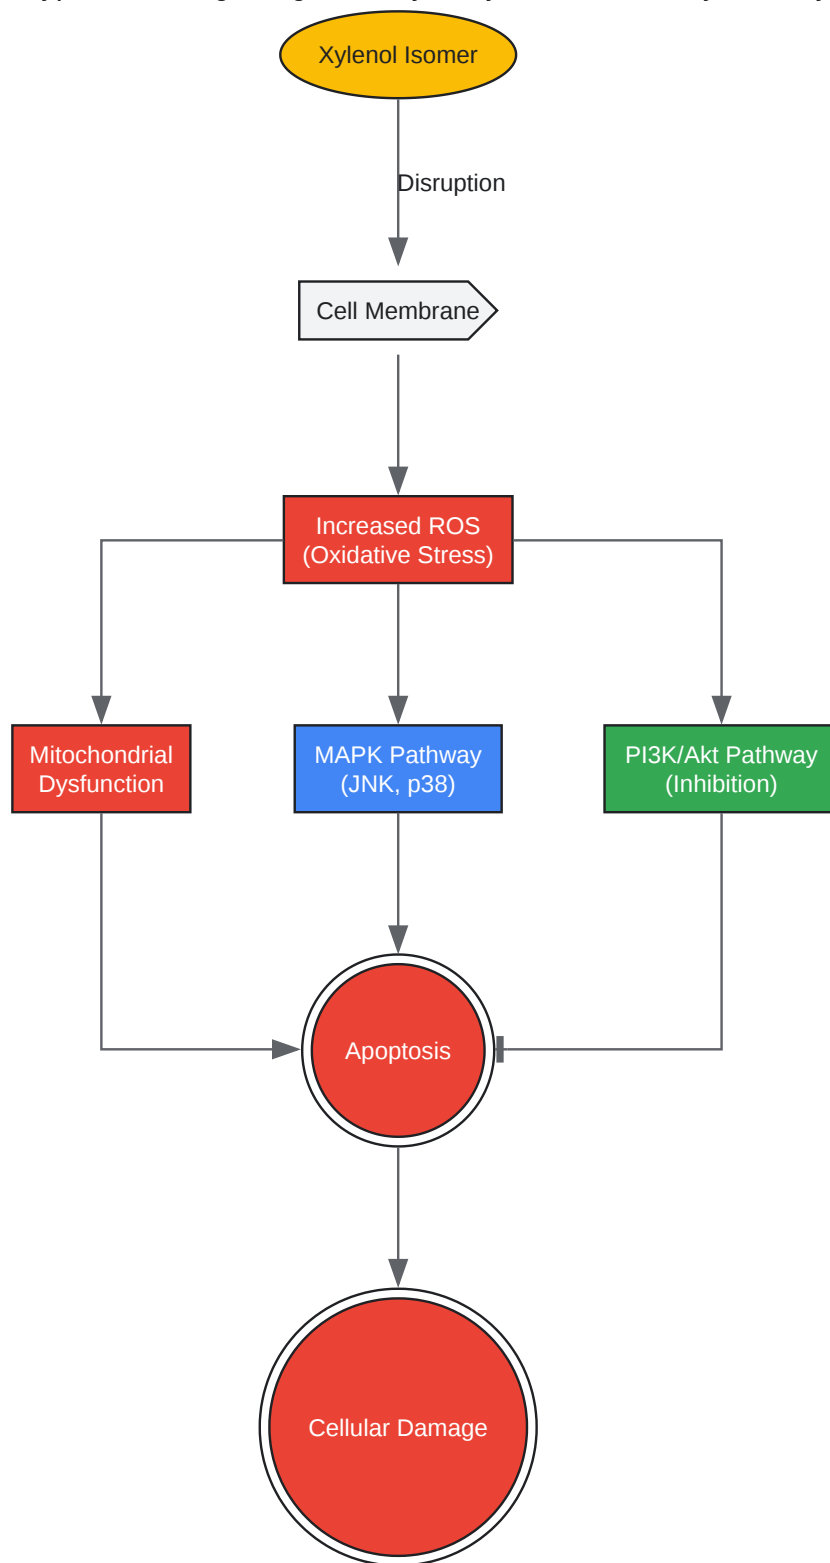 Xylenol Isomer
Disruption
Cell Membrane
Increased ROS
(Oxidative Stress)
Mitochondrial
Dysfunction
MAPK Pathway
(JNK, p38)
PI3K/Akt Pathway
(Inhibition)
Apoptosis
Cellular Damage